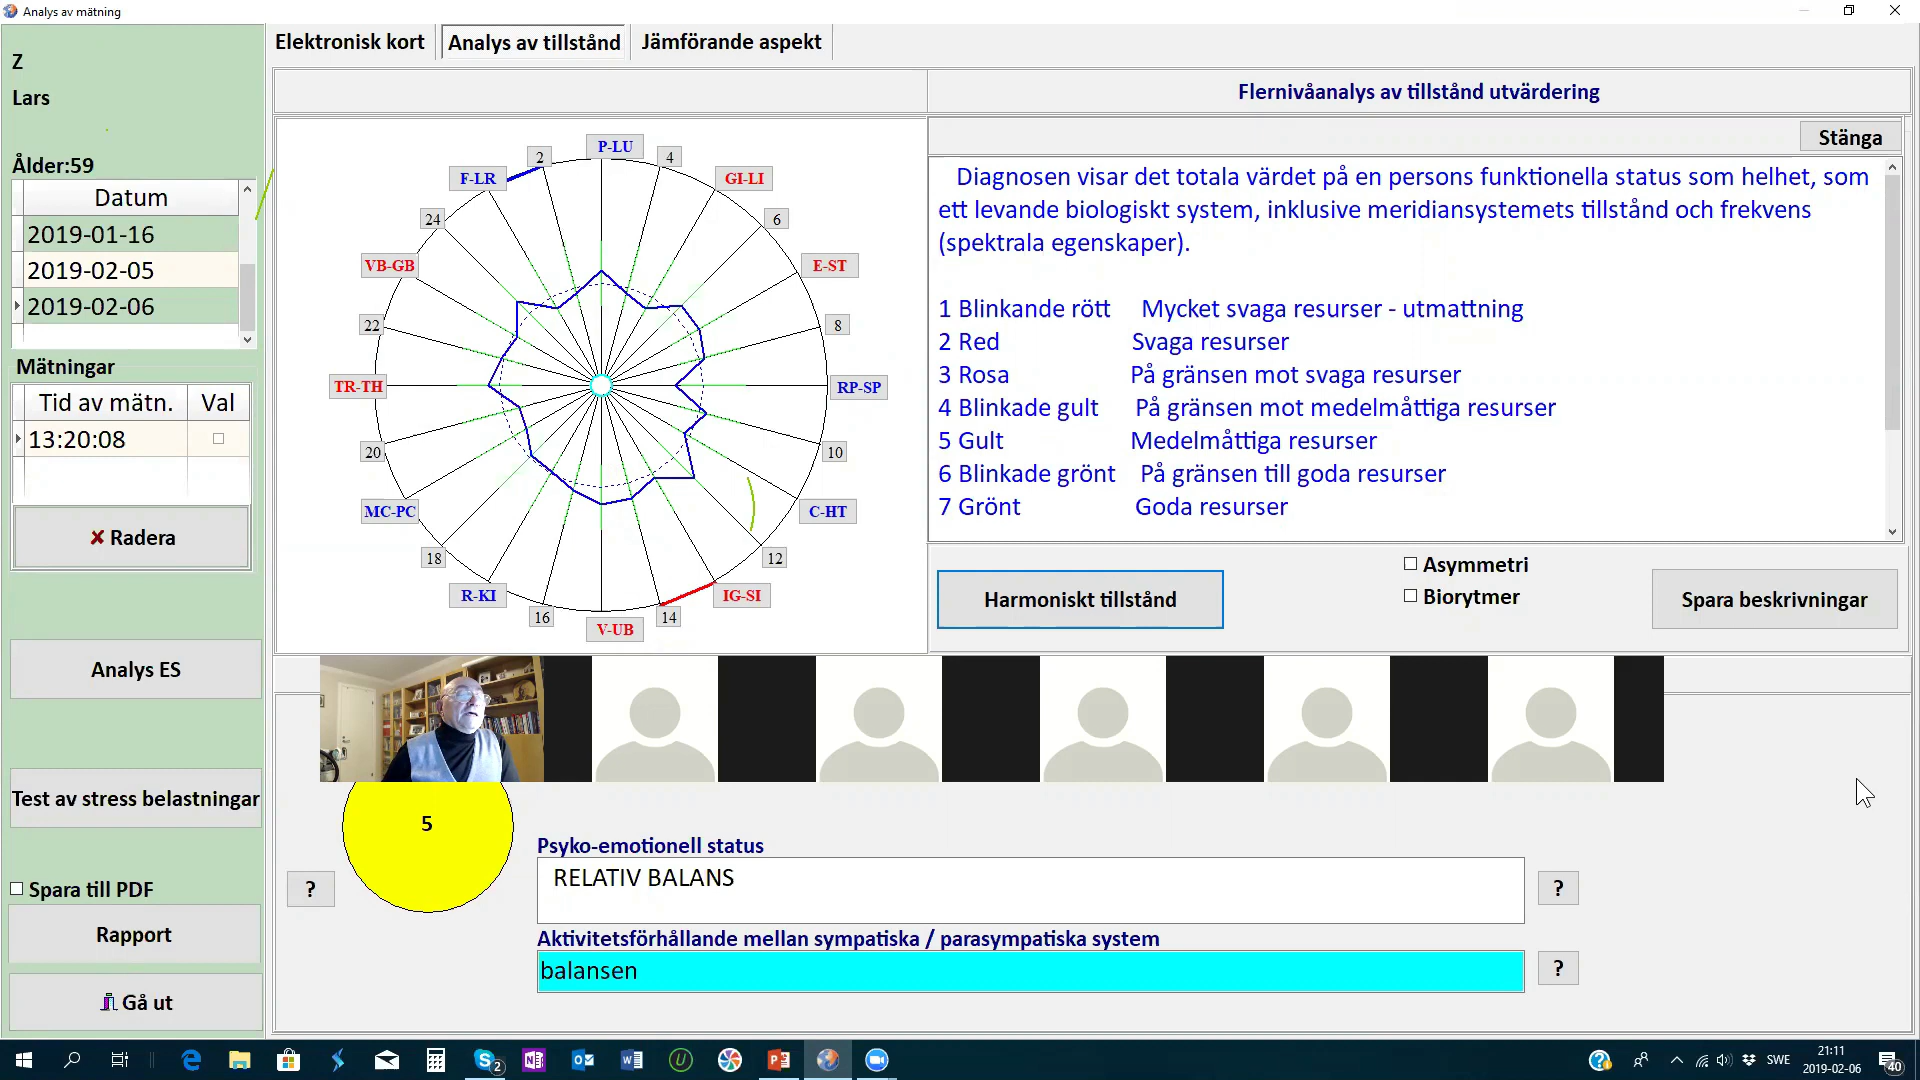 Analys av mätning
Elektronisk kort
Analys av tillstånd
Jämförande aspekt
Z
Lars
Ålder:59
Datum
2019-01-16
2019-02-05
2019-02-06
Mätningar
Tid av mätn. Val
13:20:08
Radera
Analys ES
Test av stress belastningar
Spara till PDF
Rapport
Gå ut
P-LU
4
GI-LI
6
E-ST
8
RP-SP
10
C-HT
12
IG-SI
14
V-UB
16
R-KI
18
MC-PC
20
TR-TH
22
VB-GB
24
F-LR
2
Flernivåanalys av tillstånd utvärdering
Stänga
Diagnosen visar det totala värdet på en persons funktionella status som helhet, som
ett levande biologiskt system, inklusive meridiansystemets tillstånd och frekvens
(spektrala egenskaper).
1 Blinkande rött Mycket svaga resurser - utmattning
2 Red Svaga resurser
3 Rosa På gränsen mot svaga resurser
4 Blinkade gult På gränsen mot medelmåttiga resurser
5 Gult Medelmåttiga resurser
6 Blinkade grönt På gränsen till goda resurser
7 Grönt Goda resurser
Harmoniskt tillstånd
Asymmetri
Biorytmer
Spara beskrivningar
5
?
Psyko-emotionell status
RELATIV BALANS
?
Aktivitetsförhållande mellan sympatiska / parasympatiska system
balansen
?
2
SWE
21:11
2019-02-06
40